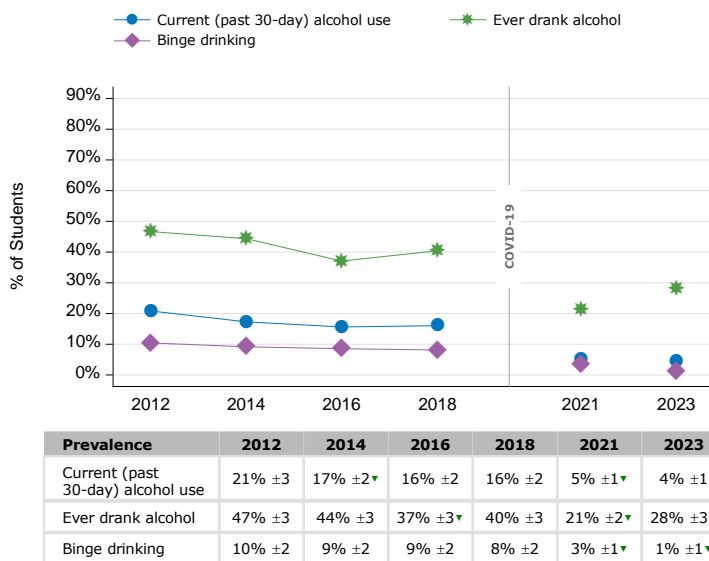 Current (past 30-day) alcohol use
Ever drank alcohol
Binge drinking
90%
80%
70%
60%
50%
40%
30%
20%
10%
0%
% of Students
COVID-19
2012 2014 2016 2018 2021 2023
Prevalence 2012 2014 2016 2018 2021 2023
Current (past
30-day) alcohol use 21% ±3 17% ±2▼ 16% ±2 16% ±2 5% ±1▼ 4% ±1
Ever drank alcohol 47% ±3 44% ±3 37% ±3▼ 40% ±3 21% ±2▼ 28% ±3
Binge drinking 10% ±2 9% ±2 9% ±2 8% ±2 3% ±1▼ 1% ±1▼